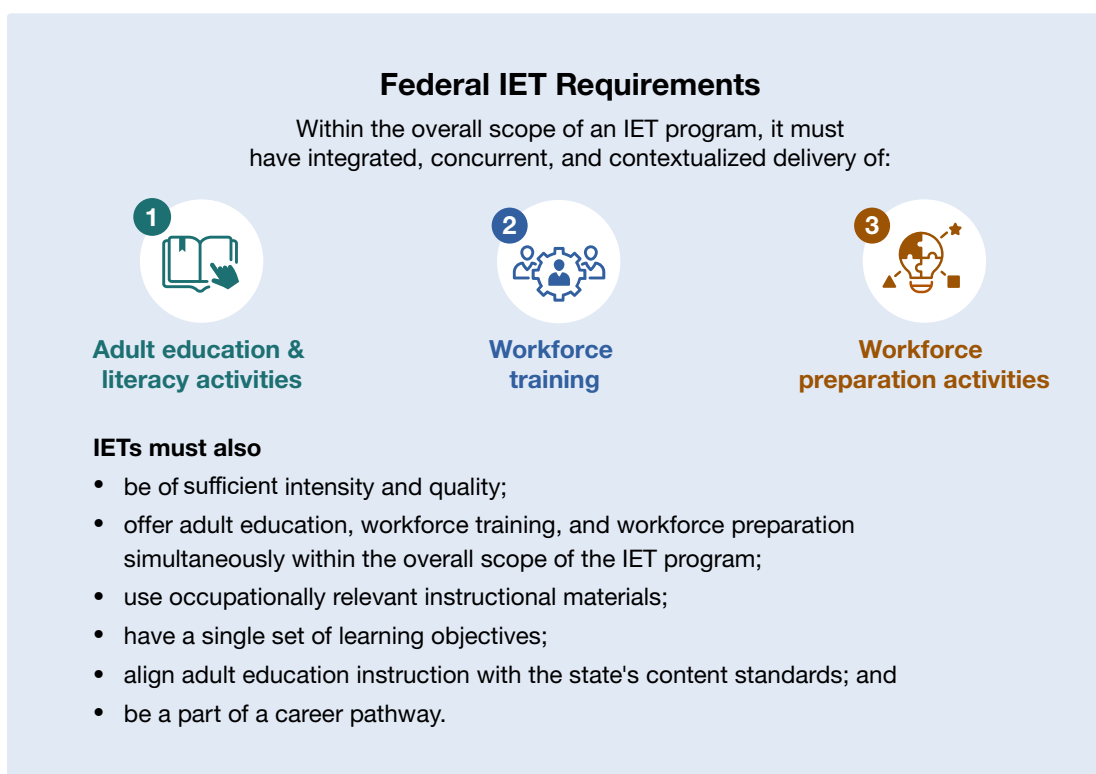 Federal IET Requirements
Within the overall scope of an IET program, it must
have integrated, concurrent, and contextualized delivery of:
1
2
3
Adult education &
literacy activities
Workforce
training
Workforce
preparation activities
IETs must also
• be of sufficient intensity and quality;
• offer adult education, workforce training, and workforce preparation
simultaneously within the overall scope of the IET program;
• use occupationally relevant instructional materials;
• have a single set of learning objectives;
• align adult education instruction with the state's content standards; and
• be a part of a career pathway.